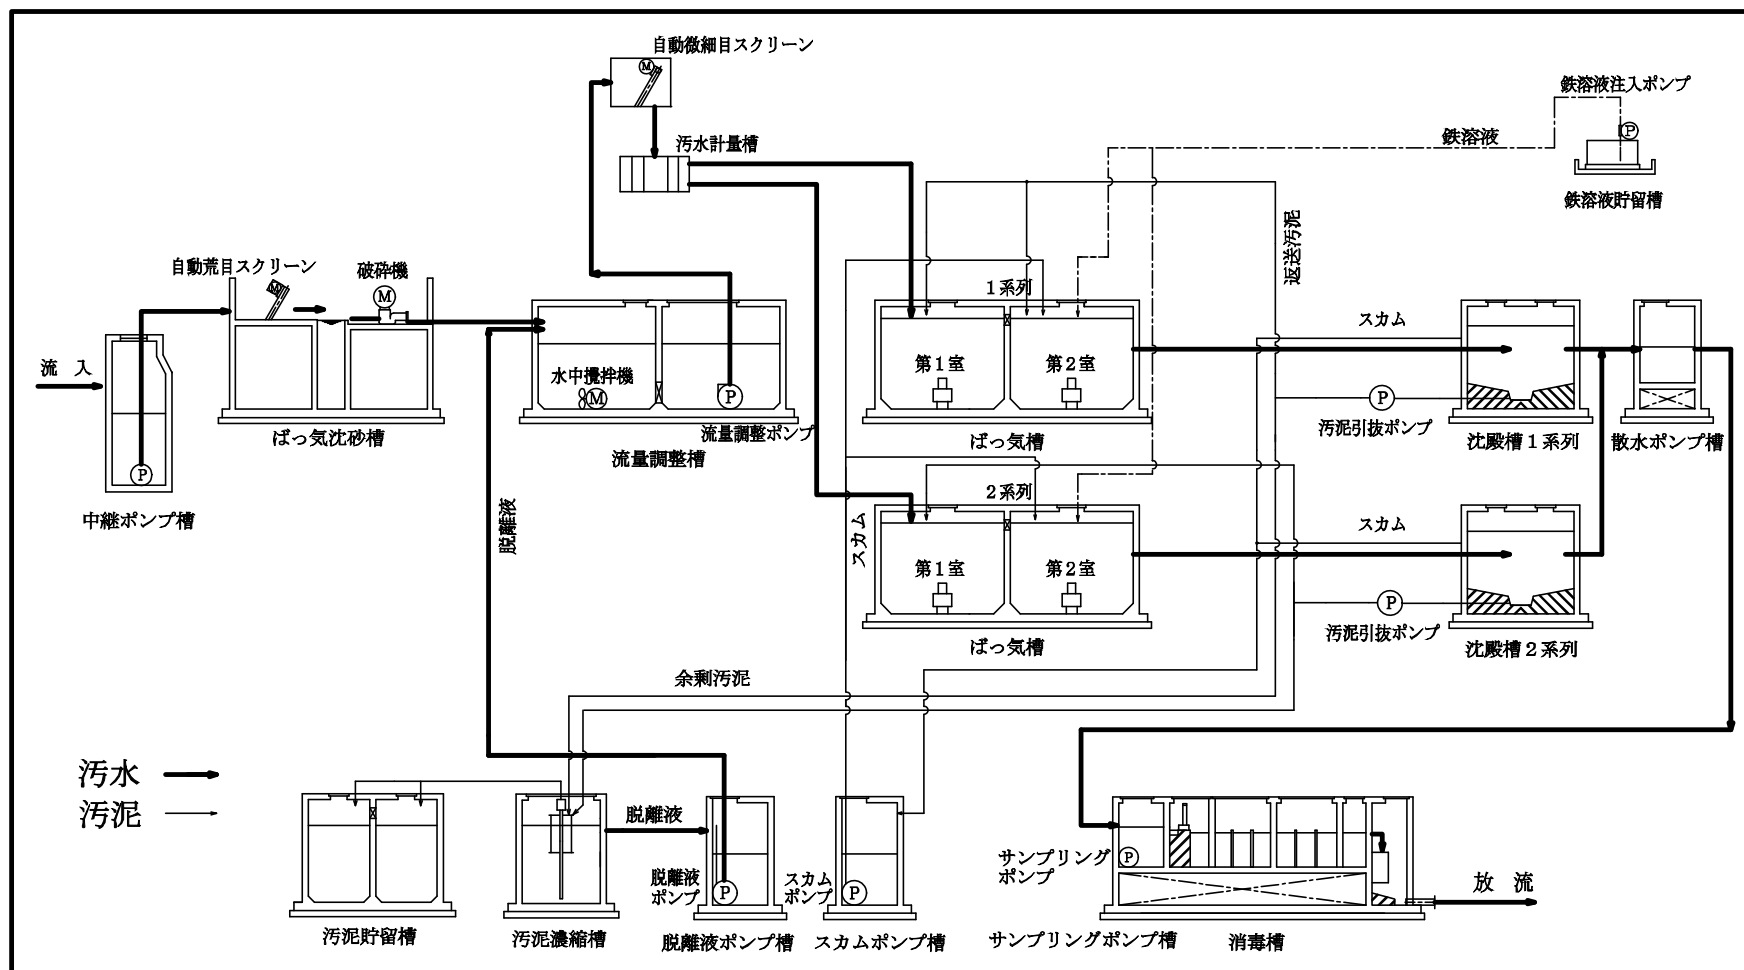 自動微細目スクリーン
M
汚水計量槽
鉄溶液注入ポンプ
P
鉄溶液
鉄溶液貯留槽
返送汚泥
自動荒目スクリーン
M
破砕機
M
流 入
P
中継ポンプ槽
ばっ気沈砂槽
水中攪拌機
M
P
流量調整ポンプ
流量調整槽
1系列
第1室
第2室
ばっ気槽
スカム
P
汚泥引抜ポンプ
沈殿槽1系列
散水ポンプ槽
脱離液
スカム
2系列
第1室
第2室
ばっ気槽
スカム
P
汚泥引抜ポンプ
沈殿槽2系列
余剰汚泥
汚水
汚泥
汚泥貯留槽
汚泥濃縮槽
脱離液
脱離液
ポンプ
P
脱離液ポンプ槽
スカム
ポンプ
P
スカムポンプ槽
サンプリング
ポンプ
P
サンプリングポンプ槽
消毒槽
放 流